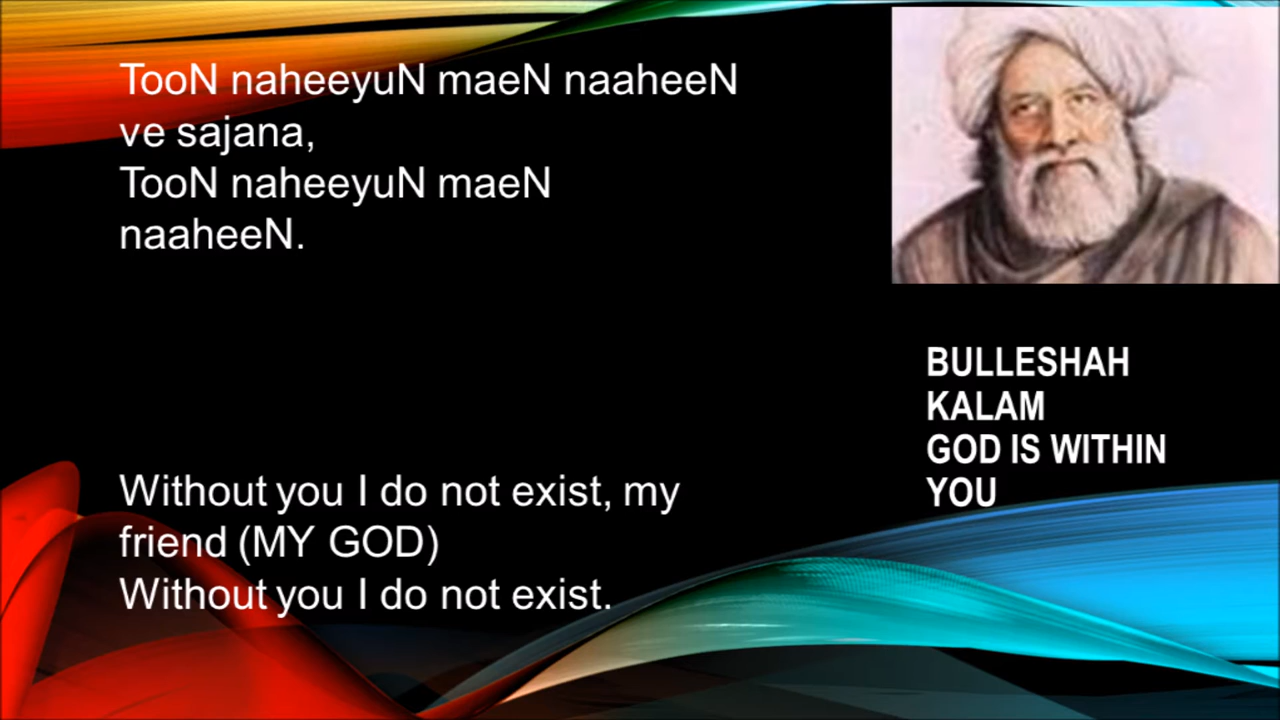 TooN naheeyuN maeN naaheeN
ve sajana,
TooN naheeyuN maeN
naaheeN.
BULLESHAH
KALAM
GOD IS WITHIN
YOU
Without you I do not exist, my
friend (MY GOD)
Without you I do not exist.